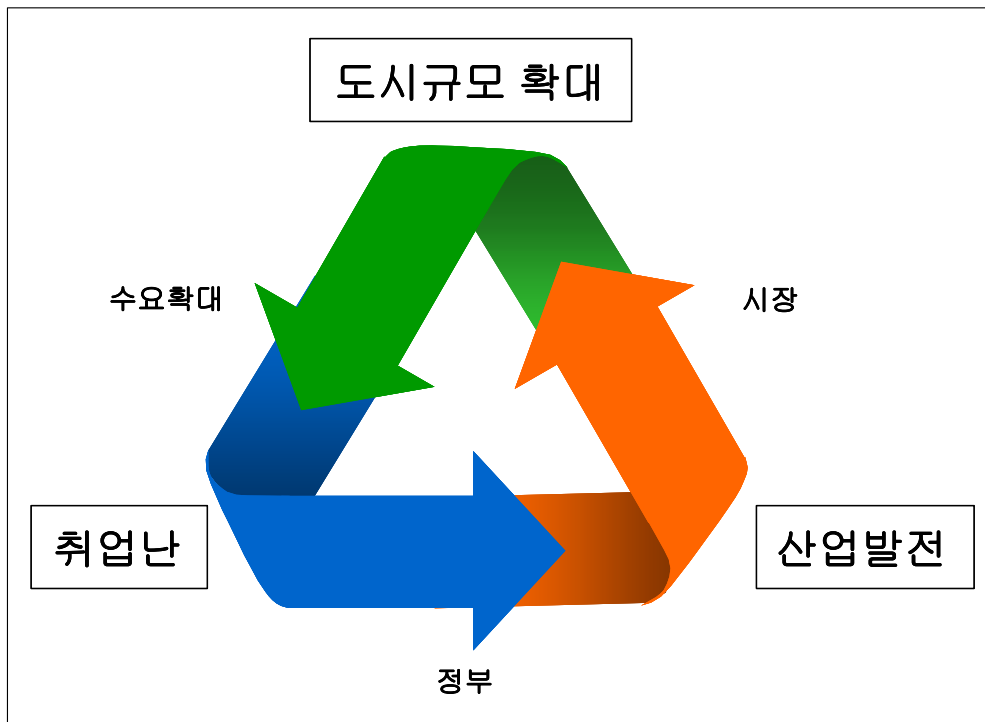 도시규모 확대
수요확대
시장
취업난
산업발전
정부